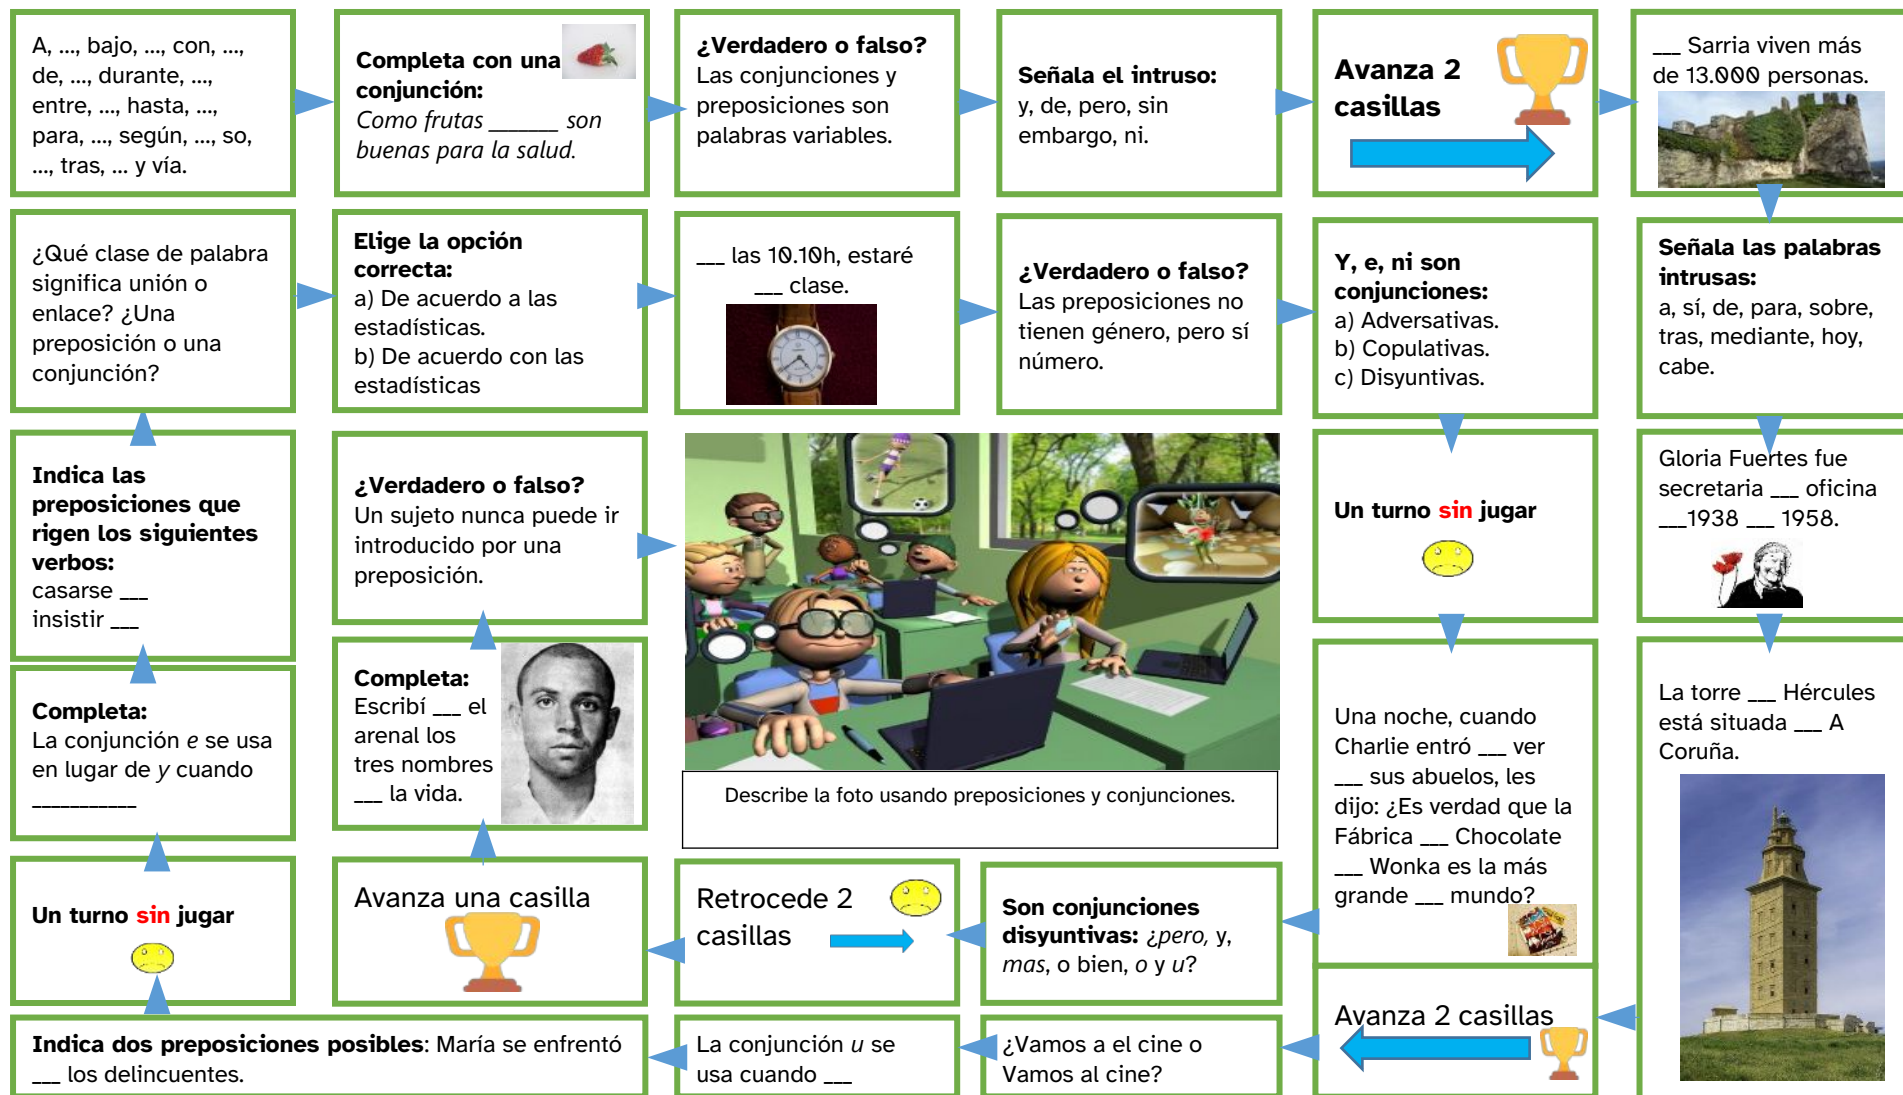 A, ..., bajo, ..., con, ...,
de, ..., durante, ...,
entre, ..., hasta, ...,
para, ..., según, ..., so,
..., tras, ... y vía.
Completa con una
conjunción:
Como frutas ______ son
buenas para la salud.
¿Verdadero o falso?
Las conjunciones y
preposiciones son
palabras variables.
Señala el intruso:
y, de, pero, sin
embargo, ni.
Avanza 2
casillas
___ Sarria viven más
de 13.000 personas.
Señala las palabras
intrusas:
a, sí, de, para, sobre,
tras, mediante, hoy,
cabe.
Gloria Fuertes fue
secretaria ___ oficina
___1938 ___ 1958.
La torre ___ Hércules
está situada ___ A
Coruña.
Avanza 2 casillas
¿Vamos a el cine o
Vamos al cine?
La conjunción u se
usa cuando ___
Indica dos preposiciones posibles: María se enfrentó
___ los delincuentes.
Un turno sin jugar
Completa:
La conjunción e se usa
en lugar de y cuando
___________
Indica las
preposiciones que
rigen los siguientes
verbos:
casarse ___
insistir ___
¿Qué clase de palabra
significa unión o
enlace? ¿Una
preposición o una
conjunción?
Elige la opción
correcta:
a) De acuerdo a las
estadísticas.
b) De acuerdo con las
estadísticas
___ las 10.10h, estaré
___ clase.
¿Verdadero o falso?
Las preposiciones no
tienen género, pero sí
número.
Y, e, ni son
conjunciones:
a) Adversativas.
b) Copulativas.
c) Disyuntivas.
Un turno sin jugar
Una noche, cuando
Charlie entró ___ ver
___ sus abuelos, les
dijo: ¿Es verdad que la
Fábrica ___ Chocolate
___ Wonka es la más
grande ___ mundo?
Son conjunciones
disyuntivas: ¿pero, y,
mas, o bien, o y u?
Retrocede 2
casillas
Avanza una casilla
Completa:
Escribí ___ el
arenal los
tres nombres
___ la vida.
¿Verdadero o falso?
Un sujeto nunca puede ir
introducido por una
preposición.
Describe la foto usando preposiciones y conjunciones.